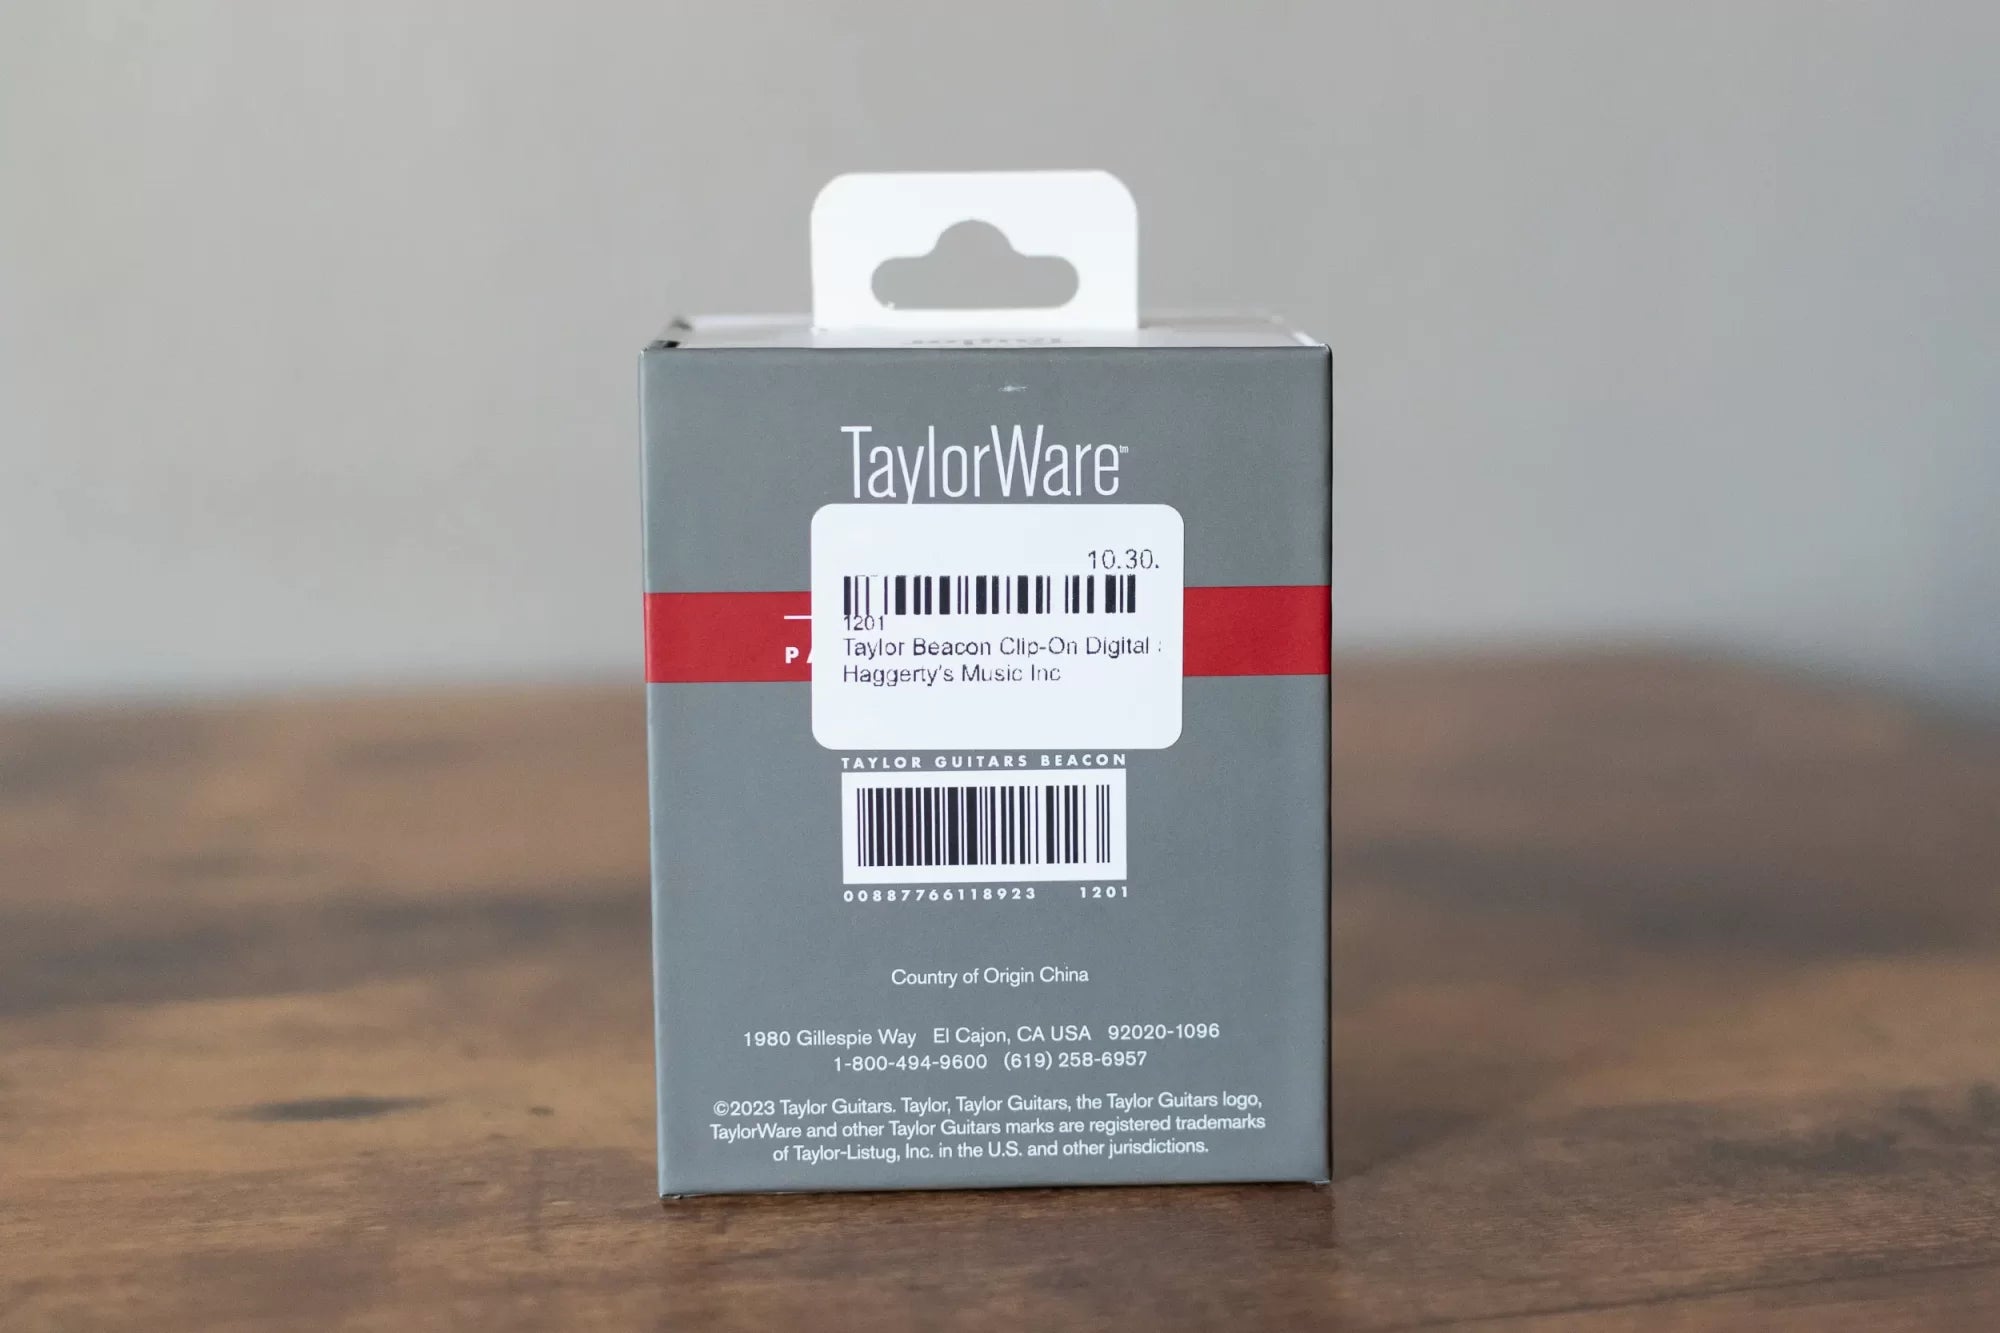 TaylorWare™
10.30.
1201
Taylor Beacon Clip-On Digital
Haggerty's Music Inc
TAYLOR GUITARS BEACON
00887766118923 1201
Country of Origin China
1980 Gillespie Way El Cajon, CA USA 92020-1096
1-800-494-9600 (619) 258-6957
©2023 Taylor Guitars. Taylor, Taylor Guitars, the Taylor Guitars logo,
TaylorWare and other Taylor Guitars marks are registered trademarks
of Taylor-Listug, Inc. in the U.S. and other jurisdictions.